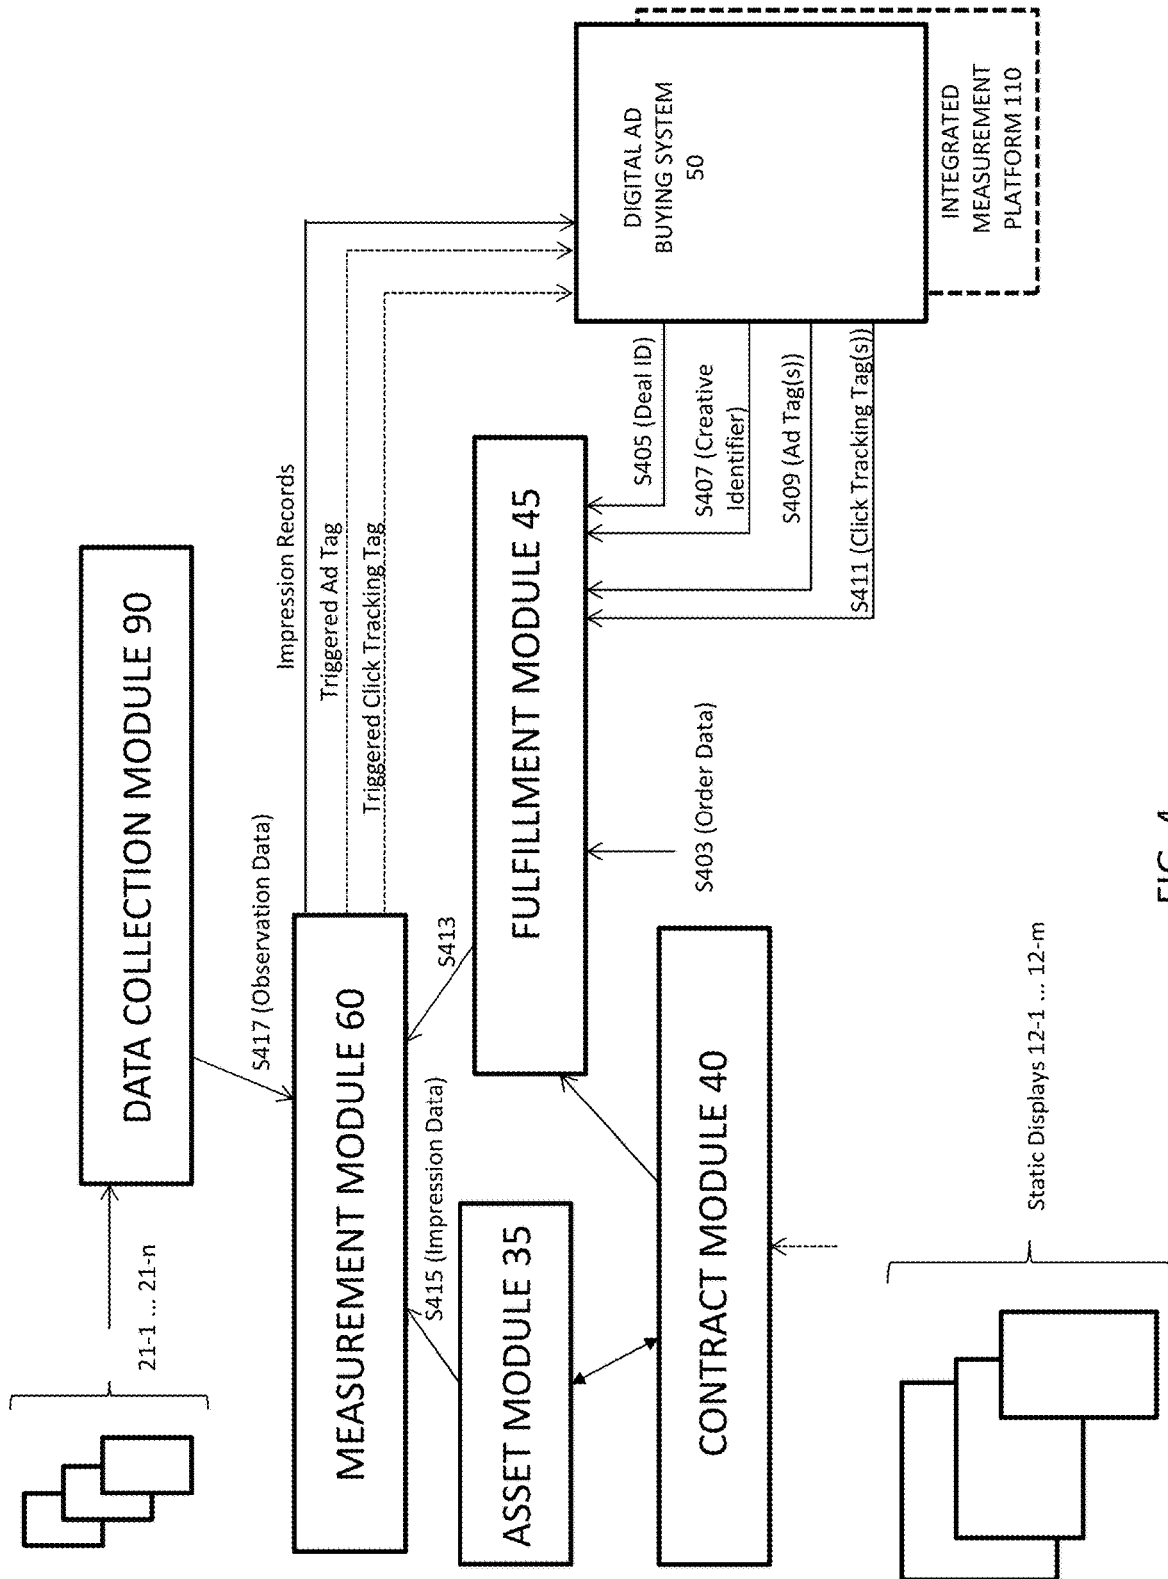 21-1 ... 21-n
DATA COLLECTION MODULE 90
S417 (Observation Data)
Impression Records
Triggered Ad Tag
Triggered Click Tracking Tag
MEASUREMENT MODULE 60
S415 (Impression Data)
S413
ASSET MODULE 35
FULFILLMENT MODULE 45
DIGITAL AD
BUYING SYSTEM
50
S405 (Deal ID)
S407 (Creative
Identifier)
S409 (Ad Tag(s))
S411 (Click Tracking Tag(s))
S403 (Order Data)
CONTRACT MODULE 40
INTEGRATED
MEASUREMENT
PLATFORM 110
Static Displays 12-1 ... 12-m
FIG. 4